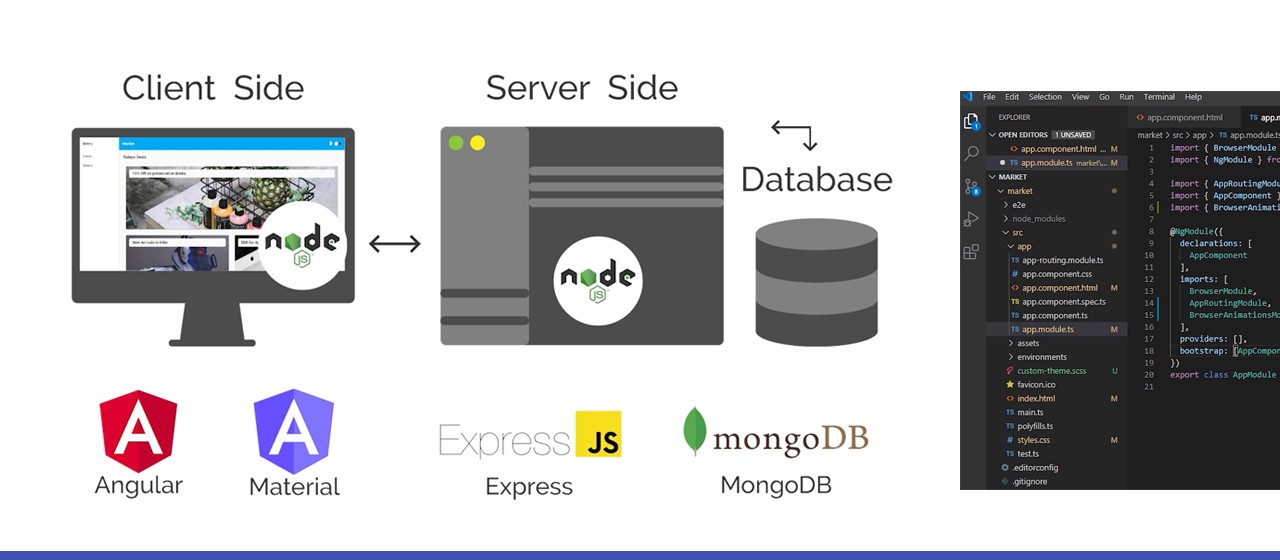 Client Side
Server Side
Database
Market
Todays Deals
10% Off on preservative drinks
node
JS
node
JS
Angular
Material
Express JS
Express
mongoDB
MongoDB
File Edit Selection View Go Run Terminal Help
EXPLORER
OPEN EDITORS 1 UNSAVED
app.component.html ... M
TS app.module.ts market\... M
MARKET
market
e2e
node_modules
src
app
TS app-routing.module.ts
# app.component.css
app.component.html M
TS app.component.spec.ts
TS app.component.ts
TS app.module.ts M
assets
environments
custom-theme.scss U
favicon.ico
index.html M
TS main.ts
TS polyfills.ts
# styles.css M
TS test.ts
.editorconfig
.gitignore
app.component.html TS app.m
market > src > app > TS app.module.ts
1 import { BrowserModule
2 import { NgModule } fro
3
4 import { AppRoutingModu
5 import { AppComponent }
6 import { BrowserAnimati
7
8 @NgModule({
9 declarations: [
10 AppComponent
11 ],
12 imports: [
13 BrowserModule,
14 AppRoutingModule,
15 BrowserAnimationsMo
16 ],
17 providers: [],
18 bootstrap: [AppCompon
19 })
20 export class AppModule
21